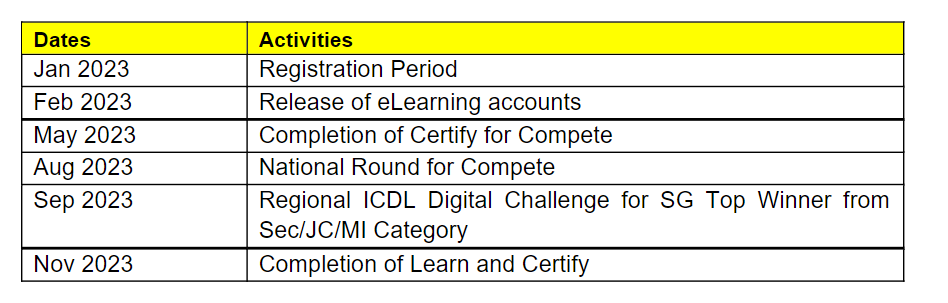 Dates Activities
Jan 2023 Registration Period
Feb 2023 Release of eLearning accounts
May 2023 Completion of Certify for Compete
Aug 2023 National Round for Compete
Sep 2023 Regional ICDL Digital Challenge for SG Top Winner from
Sec/JC/MI Category
Nov 2023 Completion of Learn and Certify